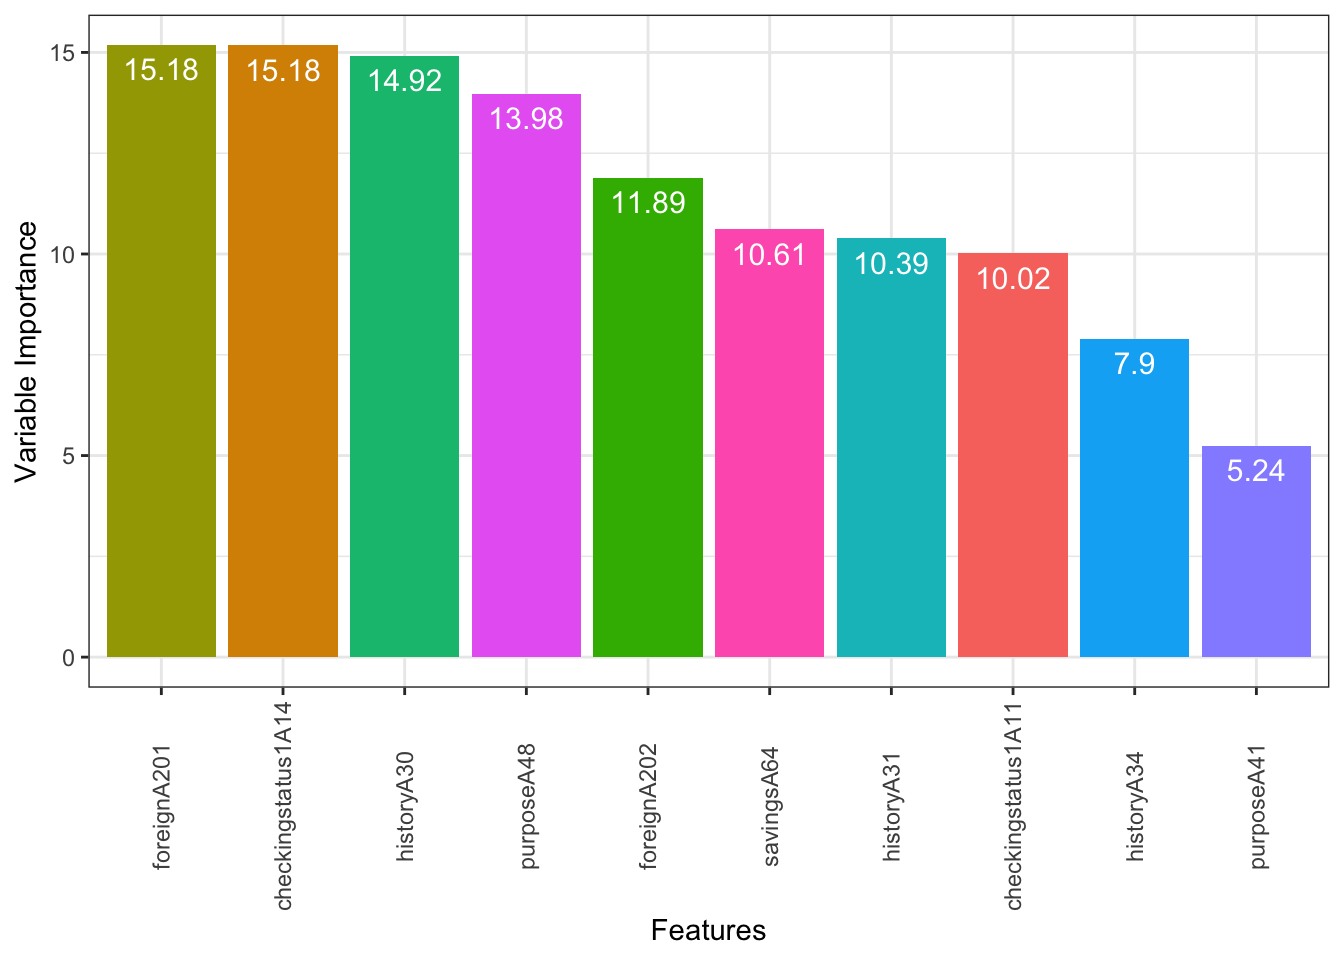 15.18
15.18
14.92
13.98
11.89
10.61
10.39
10.02
7.9
5.24
15
10
5
0
Variable Importance
foreignA201
checkingstatus1A14
historyA30
purposeA48
foreignA202
savingsA64
historyA31
checkingstatus1A11
historyA34
purposeA41
Features